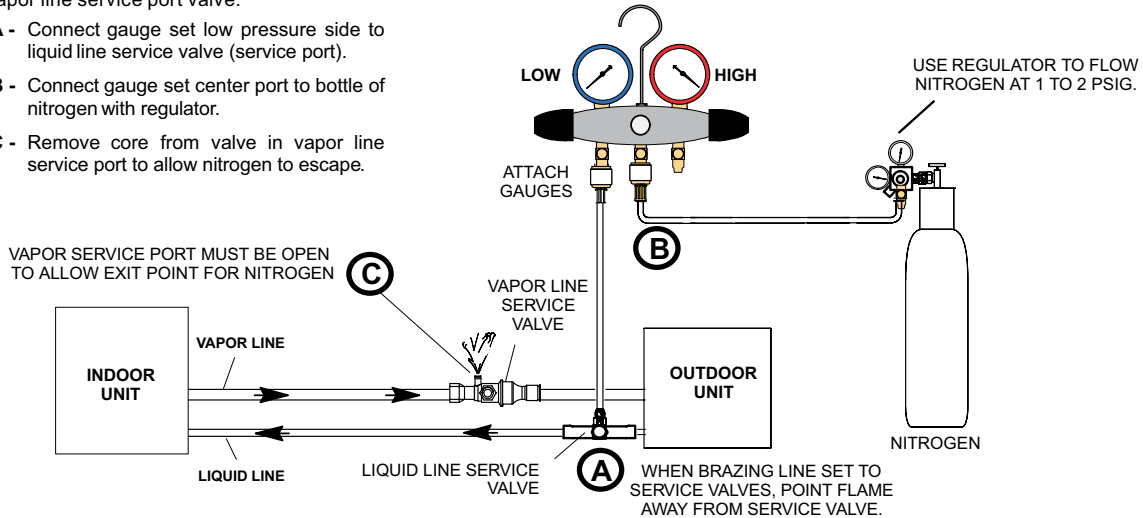 vapor line service port valve.
A - Connect gauge set low pressure side to
liquid line service valve (service port).
B - Connect gauge set center port to bottle of
nitrogen with regulator.
C - Remove core from valve in vapor line
service port to allow nitrogen to escape.
LOW
HIGH
USE REGULATOR TO FLOW
NITROGEN AT 1 TO 2 PSIG.
ATTACH
GAUGES
B
VAPOR SERVICE PORT MUST BE OPEN
TO ALLOW EXIT POINT FOR NITROGEN
C
VAPOR LINE
SERVICE
VALVE
VAPOR LINE
INDOOR
UNIT
OUTDOOR
UNIT
NITROGEN
LIQUID LINE
LIQUID LINE SERVICE
VALVE
A
WHEN BRAZING LINE SET TO
SERVICE VALVES, POINT FLAME
AWAY FROM SERVICE VALVE.